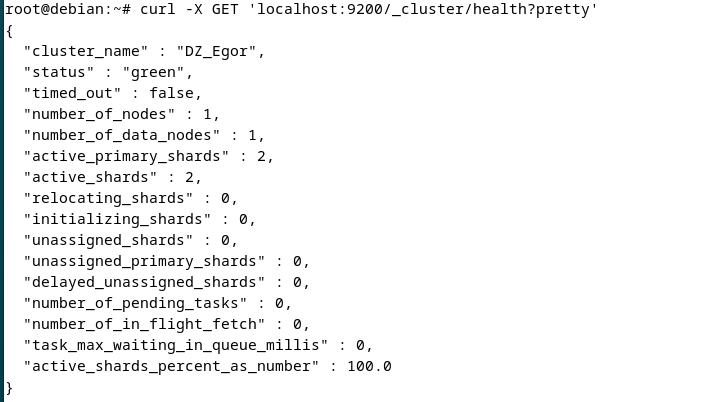 root@debian:~# curl -X GET 'localhost:9200/_cluster/health?pretty'
{
  "cluster_name" : "DZ_Egor",
  "status" : "green",
  "timed_out" : false,
  "number_of_nodes" : 1,
  "number_of_data_nodes" : 1,
  "active_primary_shards" : 2,
  "active_shards" : 2,
  "relocating_shards" : 0,
  "initializing_shards" : 0,
  "unassigned_shards" : 0,
  "unassigned_primary_shards" : 0,
  "delayed_unassigned_shards" : 0,
  "number_of_pending_tasks" : 0,
  "number_of_in_flight_fetch" : 0,
  "task_max_waiting_in_queue_millis" : 0,
  "active_shards_percent_as_number" : 100.0
}